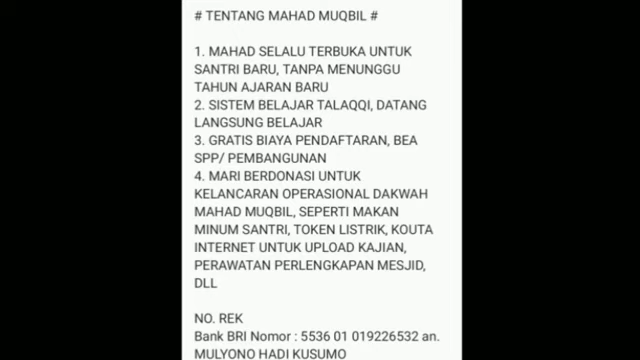 # TENTANG MAHAD MUQBIL #
1. MAHAD SELALU TERBUKA UNTUK
SANTRI BARU, TANPA MENUNGGU
TAHUN AJARAN BARU
2. SISTEM BELAJAR TALAQQI, DATANG
LANGSUNG BELAJAR
3. GRATIS BIAYA PENDAFTARAN, BEA
SPP/ PEMBANGUNAN
4. MARI BERDONASI UNTUK
KELANCARAN OPERASIONAL DAKWAH
MAHAD MUQBIL, SEPERTI MAKAN
MINUM SANTRI, TOKEN LISTRIK, KOUTA
INTERNET UNTUK UPLOAD KAJIAN,
PERAWATAN PERLENGKAPAN MESJID,
DLL
NO. REK
Bank BRI Nomor : 5536 01 019226532 an.
MULYONO HADI KUSUMO